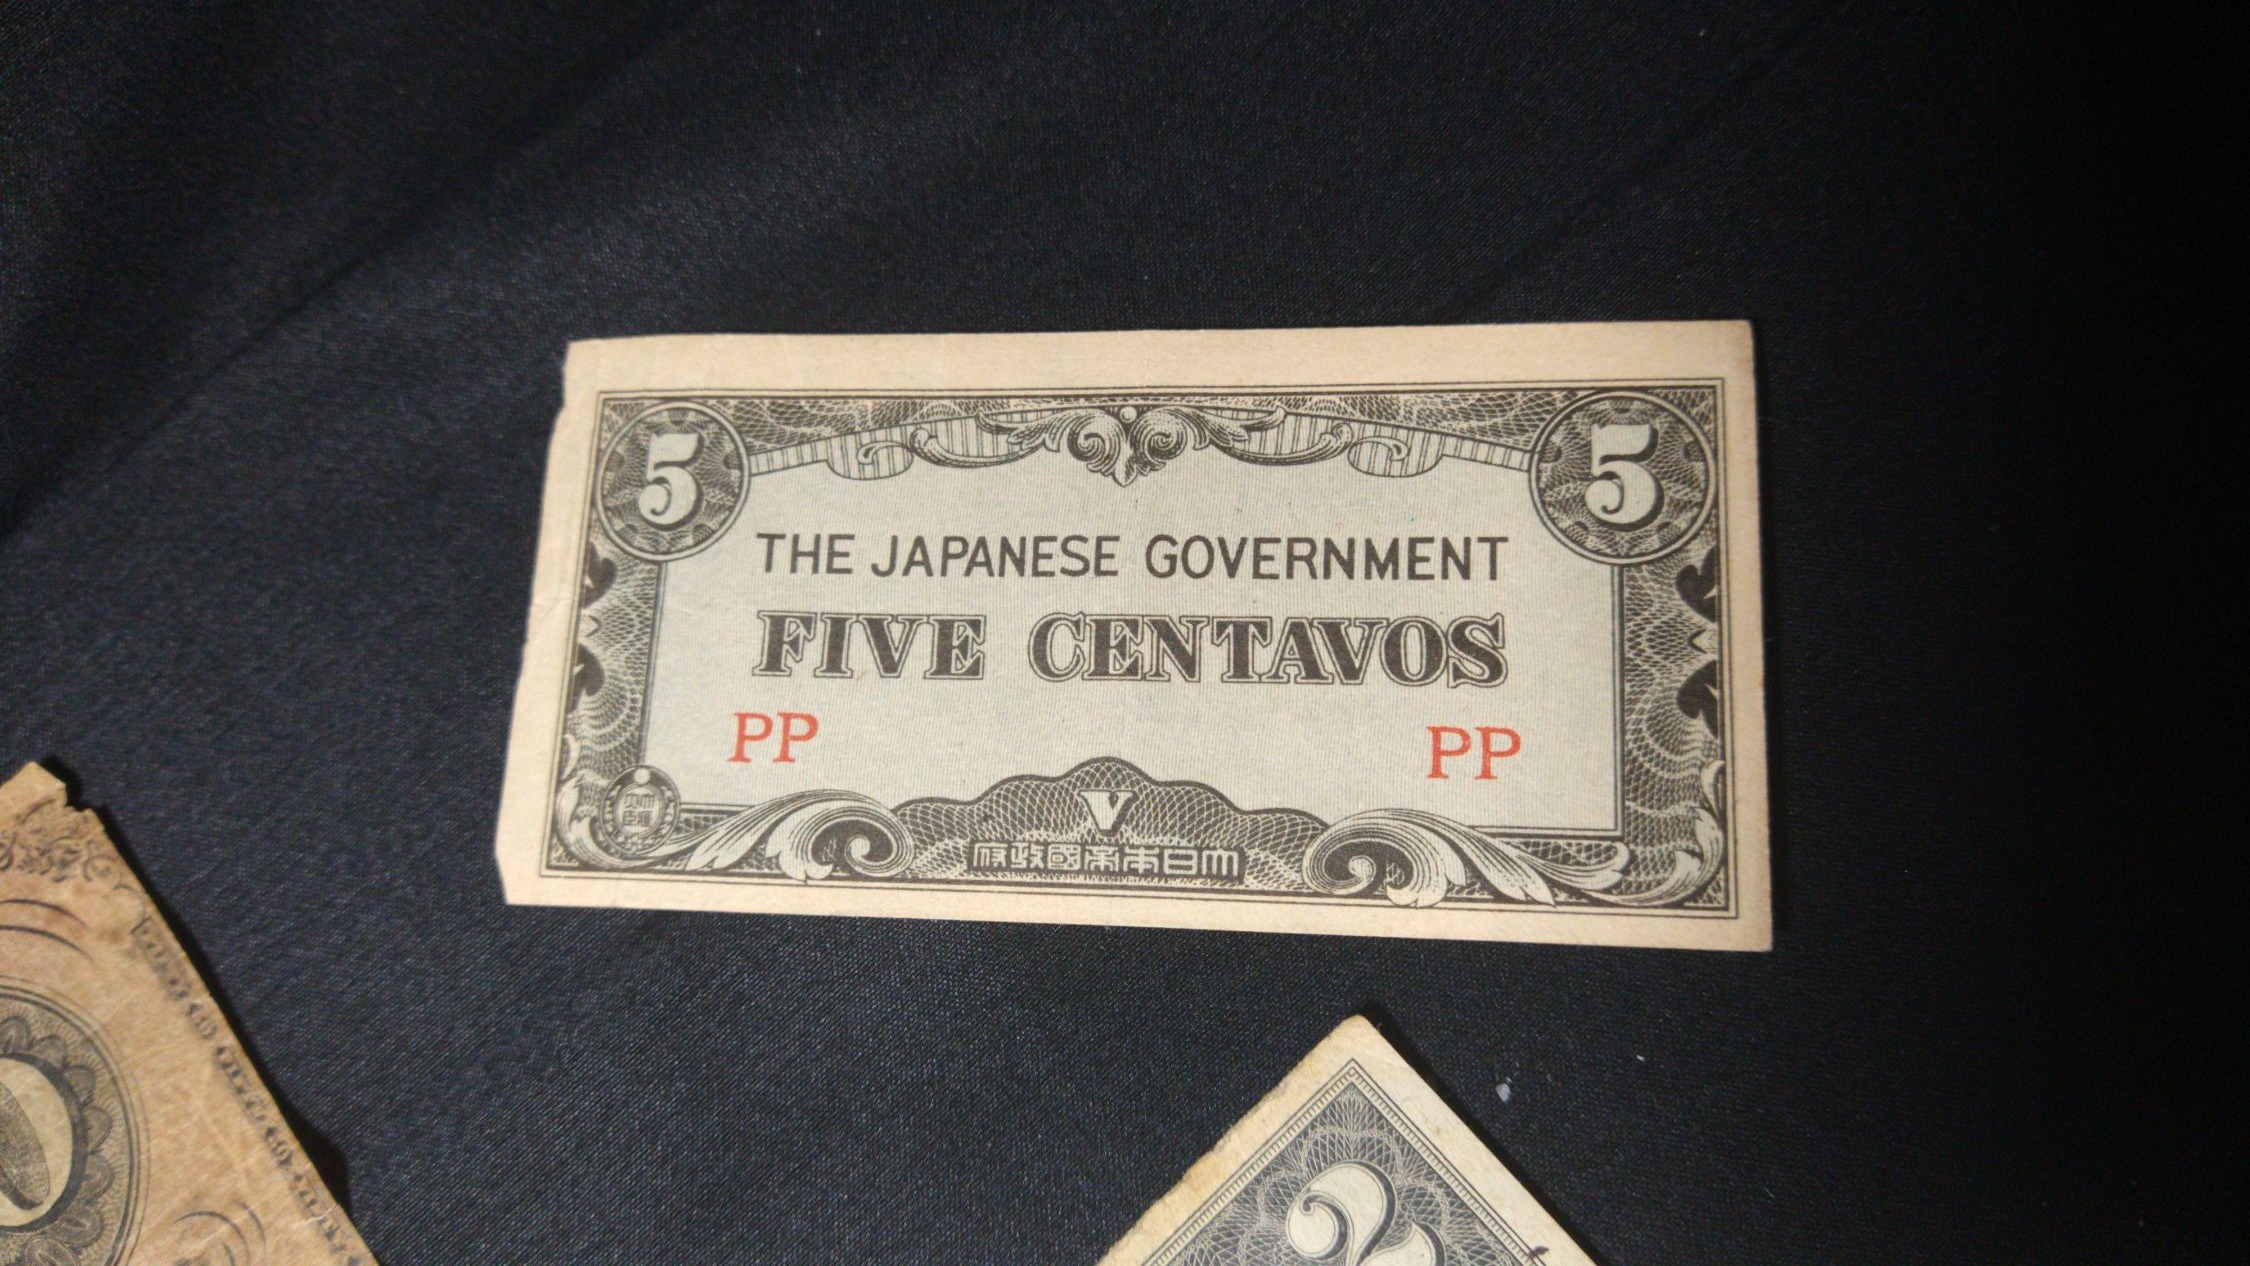 5 5
THE JAPANESE GOVERNMENT
FIVE CENTAVOS
PP PP
V
府政國帝本日大
2